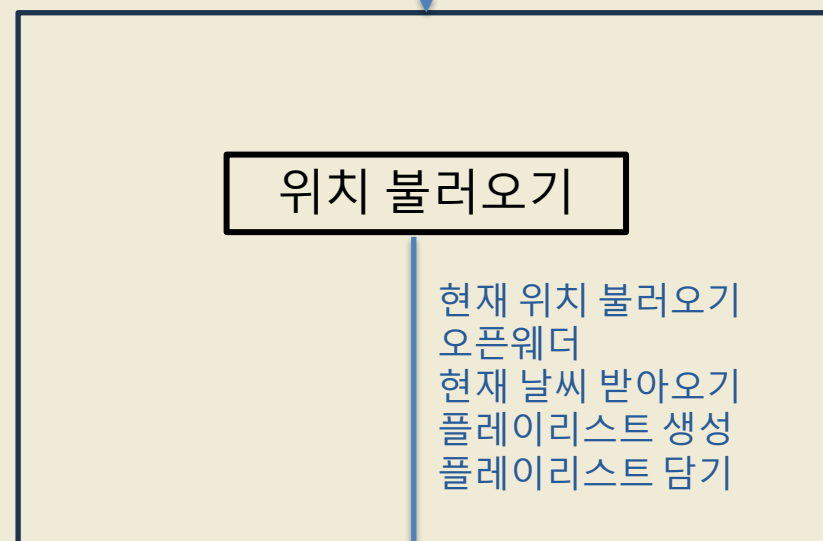 위치 불러오기
현재 위치 불러오기
오픈웨더
현재 날씨 받아오기
플레이리스트 생성
플레이리스트 담기